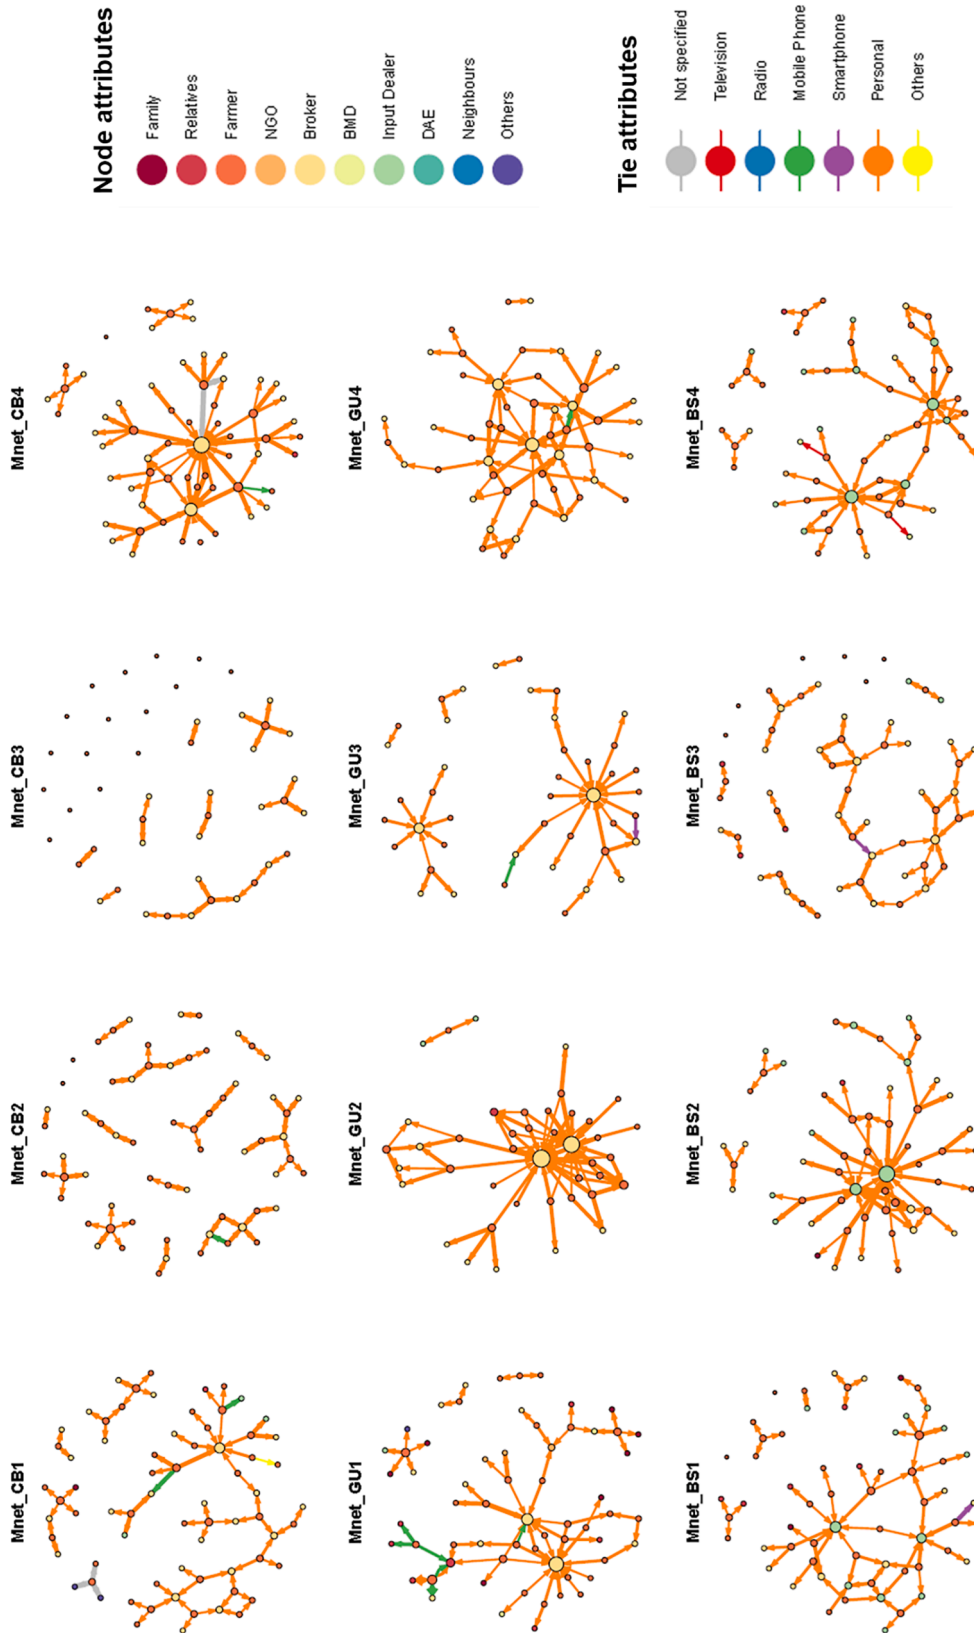 Mnet_CB1
Mnet_CB2
Mnet_CB3
Mnet_CB4
Mnet_GU1
Mnet_GU2
Mnet_GU3
Mnet_GU4
Mnet_BS1
Mnet_BS2
Mnet_BS3
Mnet_BS4
Node attributes
Family
Relatives
Farmer
NGO
Broker
BMD
Input Dealer
DAE
Neighbours
Others
Tie attributes
Not specified
Television
Radio
Mobile Phone
Smartphone
Personal
Others